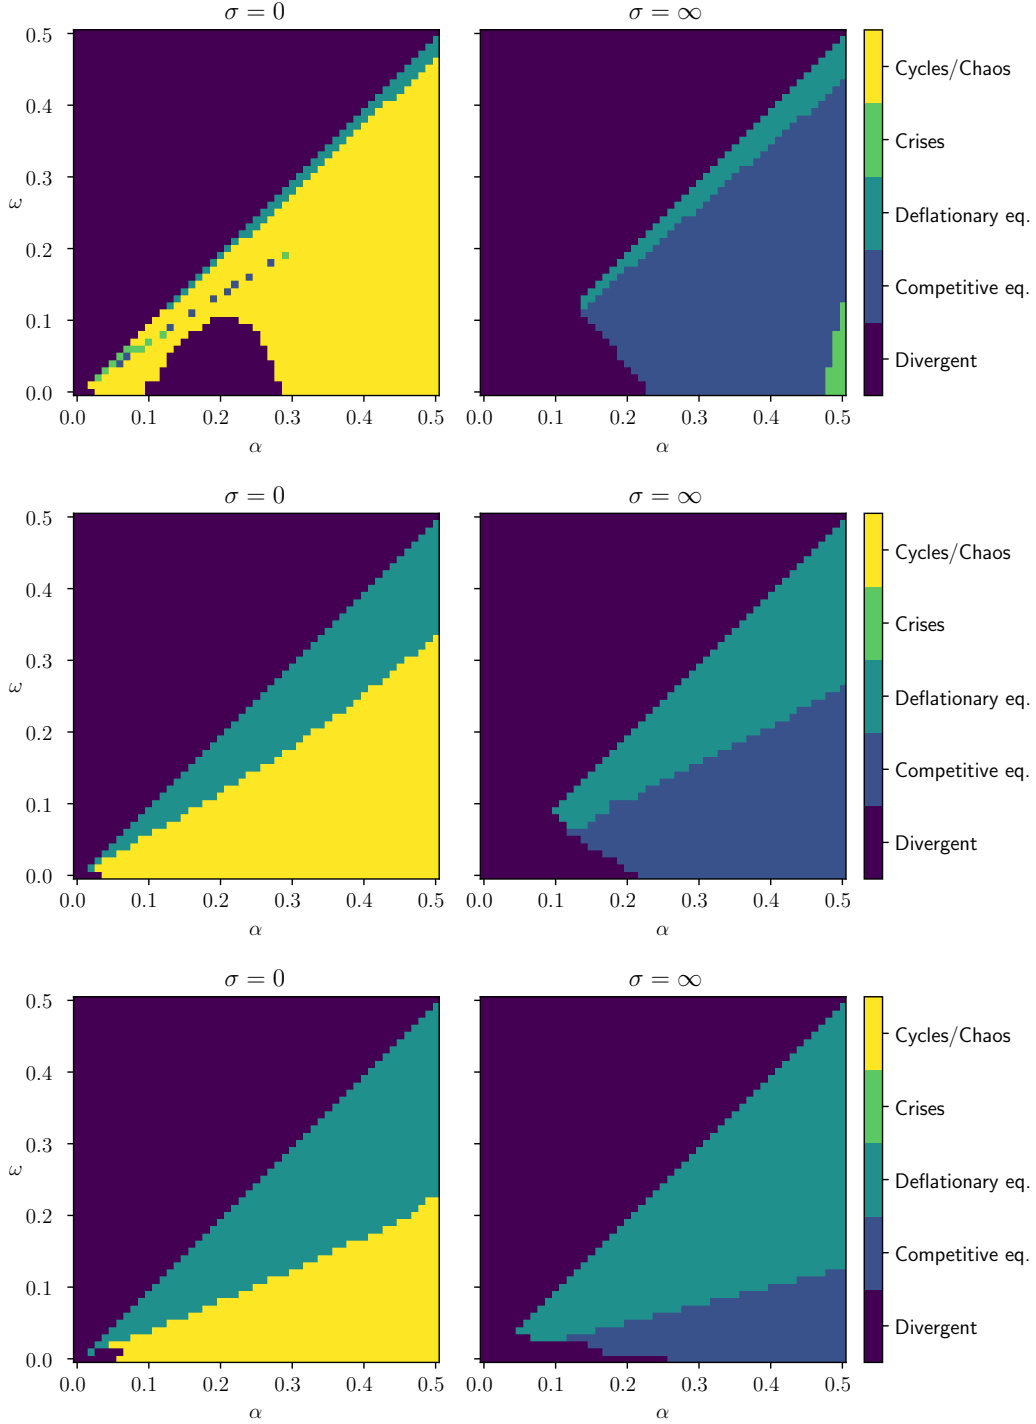 σ = 0
σ = ∞
ω
0.5
0.4
0.3
0.2
0.1
0.0
0.0 0.1 0.2 0.3 0.4 0.5
α
0.0 0.1 0.2 0.3 0.4 0.5
α
Cycles/Chaos
Crises
Deflationary eq.
Competitive eq.
Divergent
σ = 0
σ = ∞
ω
0.5
0.4
0.3
0.2
0.1
0.0
0.0 0.1 0.2 0.3 0.4 0.5
α
0.0 0.1 0.2 0.3 0.4 0.5
α
Cycles/Chaos
Crises
Deflationary eq.
Competitive eq.
Divergent
σ = 0
σ = ∞
ω
0.5
0.4
0.3
0.2
0.1
0.0
0.0 0.1 0.2 0.3 0.4 0.5
α
0.0 0.1 0.2 0.3 0.4 0.5
α
Cycles/Chaos
Crises
Deflationary eq.
Competitive eq.
Divergent